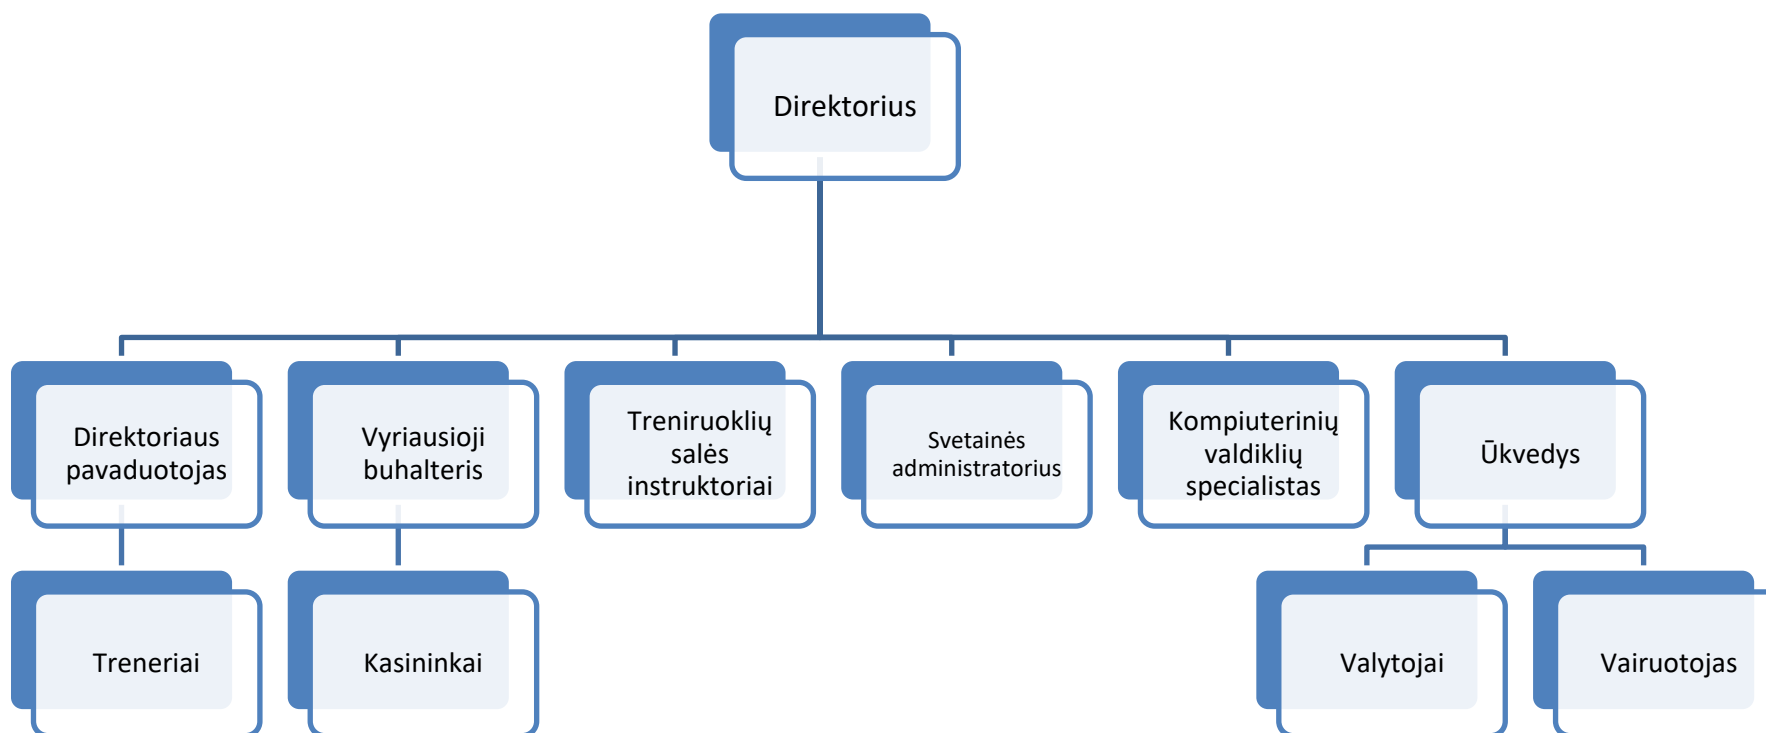 Direktorius
Direktoriaus
pavaduotojas
Vyriausioji
buhalteris
Treniruoklių
salės
instruktoriai
Svetainės
administratorius
Kompiuterinių
valdiklių
specialistas
Ūkvedys
Treneriai
Kasininkai
Valytojai
Vairuotojas